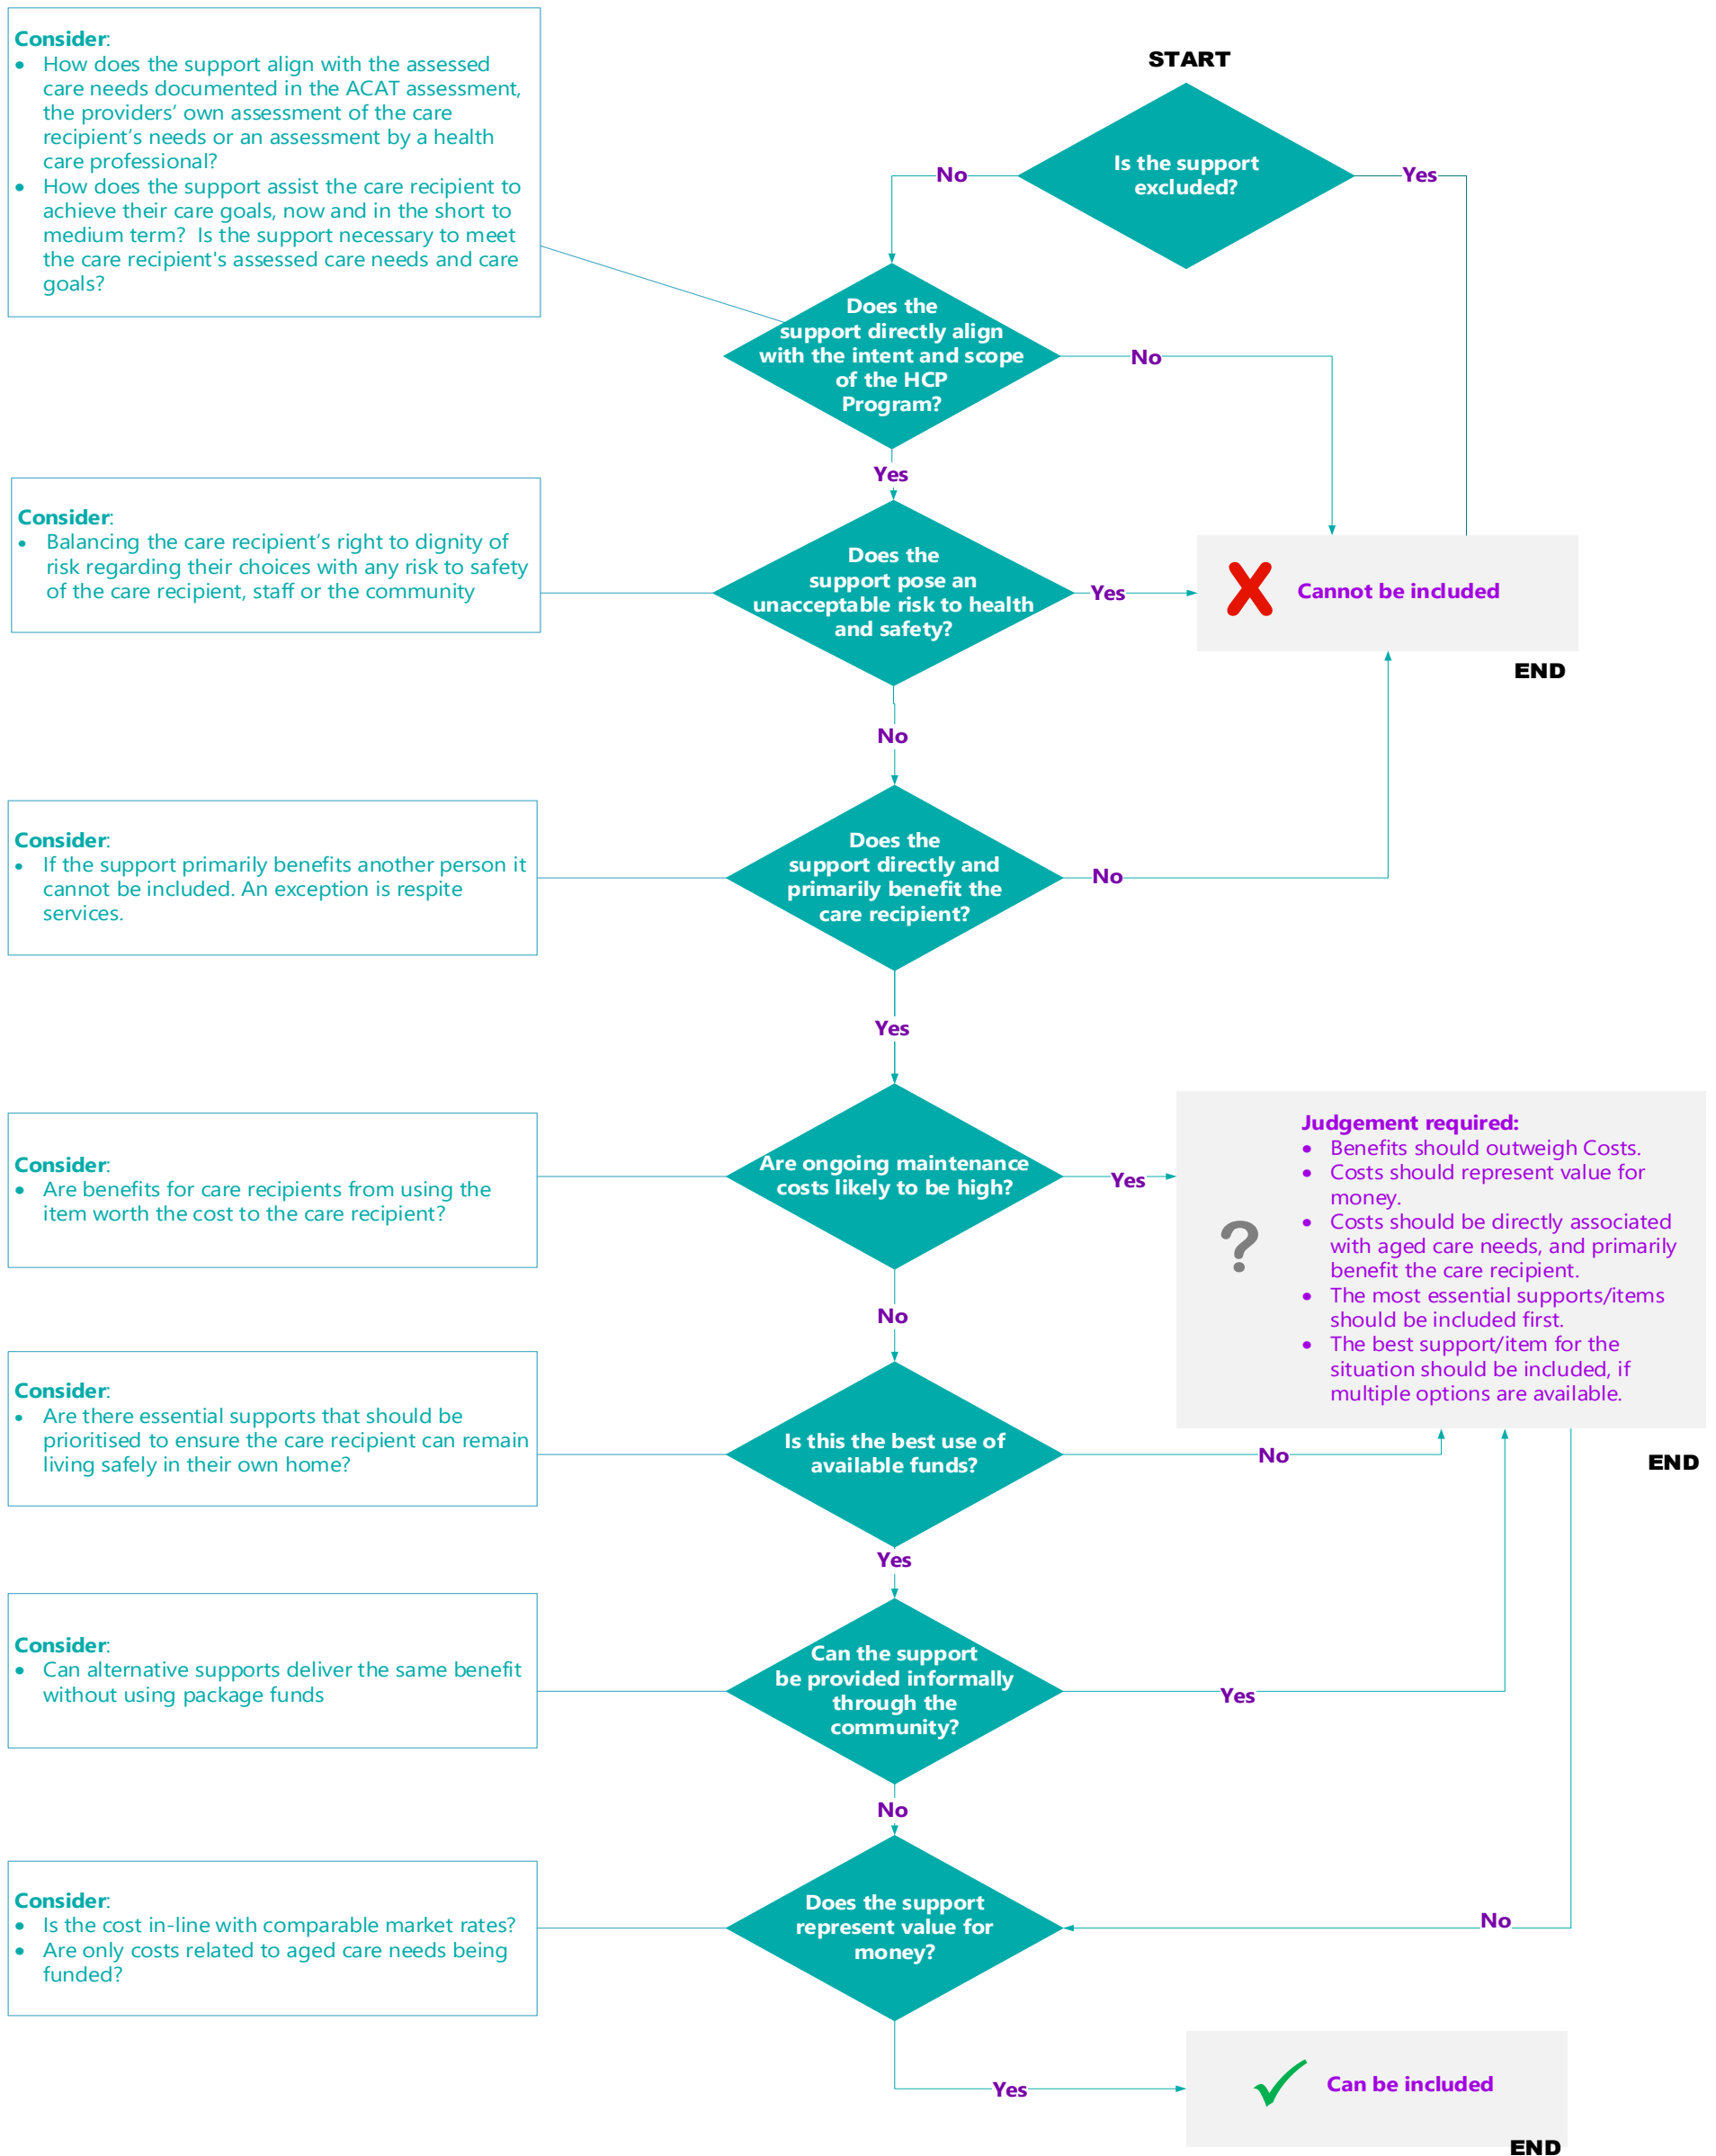 Consider:
• How does the support align with the assessed
care needs documented in the ACAT assessment,
the providers’ own assessment of the care
recipient’s needs or an assessment by a health
care professional?
• How does the support assist the care recipient to
achieve their care goals, now and in the short to
medium term?  Is the support necessary to meet
the care recipient's assessed care needs and care
goals?
START
Is the support
excluded?
No
Yes
Does the
support directly align
with the intent and scope
of the HCP
Program?
No
Yes
Consider:
• Balancing the care recipient’s right to dignity of
risk regarding their choices with any risk to safety
of the care recipient, staff or the community
Does the
support pose an
unacceptable risk to health
and safety?
Yes
Cannot be included
END
No
Consider:
• If the support primarily benefits another person it
cannot be included. An exception is respite
services.
Does the
support directly and
primarily benefit the
care recipient?
No
Yes
Consider:
• Are benefits for care recipients from using the
item worth the cost to the care recipient?
Are ongoing maintenance
costs likely to be high?
Yes
?
Judgement required:
• Benefits should outweigh Costs.
• Costs should represent value for
money.
• Costs should be directly associated
with aged care needs, and primarily
benefit the care recipient.
• The most essential supports/items
should be included first.
• The best support/item for the
situation should be included, if
multiple options are available.
END
No
Consider:
• Are there essential supports that should be
prioritised to ensure the care recipient can remain
living safely in their own home?
Is this the best use of
available funds?
No
Yes
Consider:
• Can alternative supports deliver the same benefit
without using package funds
Can the support
be provided informally
through the
community?
Yes
No
Consider:
• Is the cost in-line with comparable market rates?
• Are only costs related to aged care needs being
funded?
Does the support
represent value for
money?
No
Yes
Can be included
END